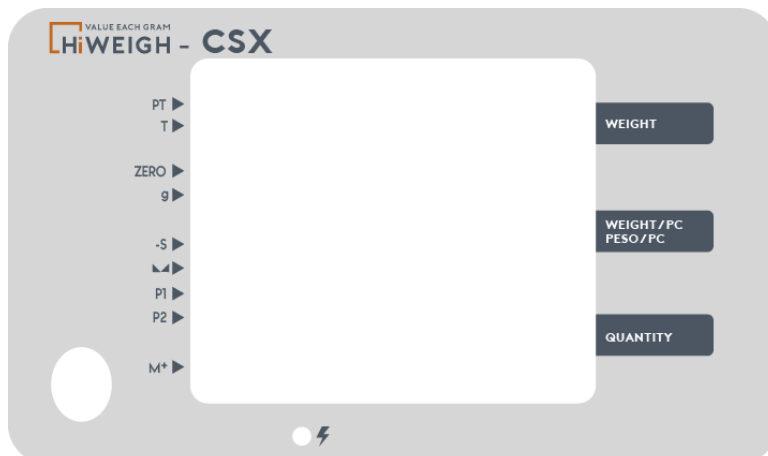 VALUE EACH GRAM
HiWEIGH - CSX
PT
T
ZERO
g
-S
P1
P2
M+
WEIGHT
WEIGHT/PC
PESO/PC
QUANTITY